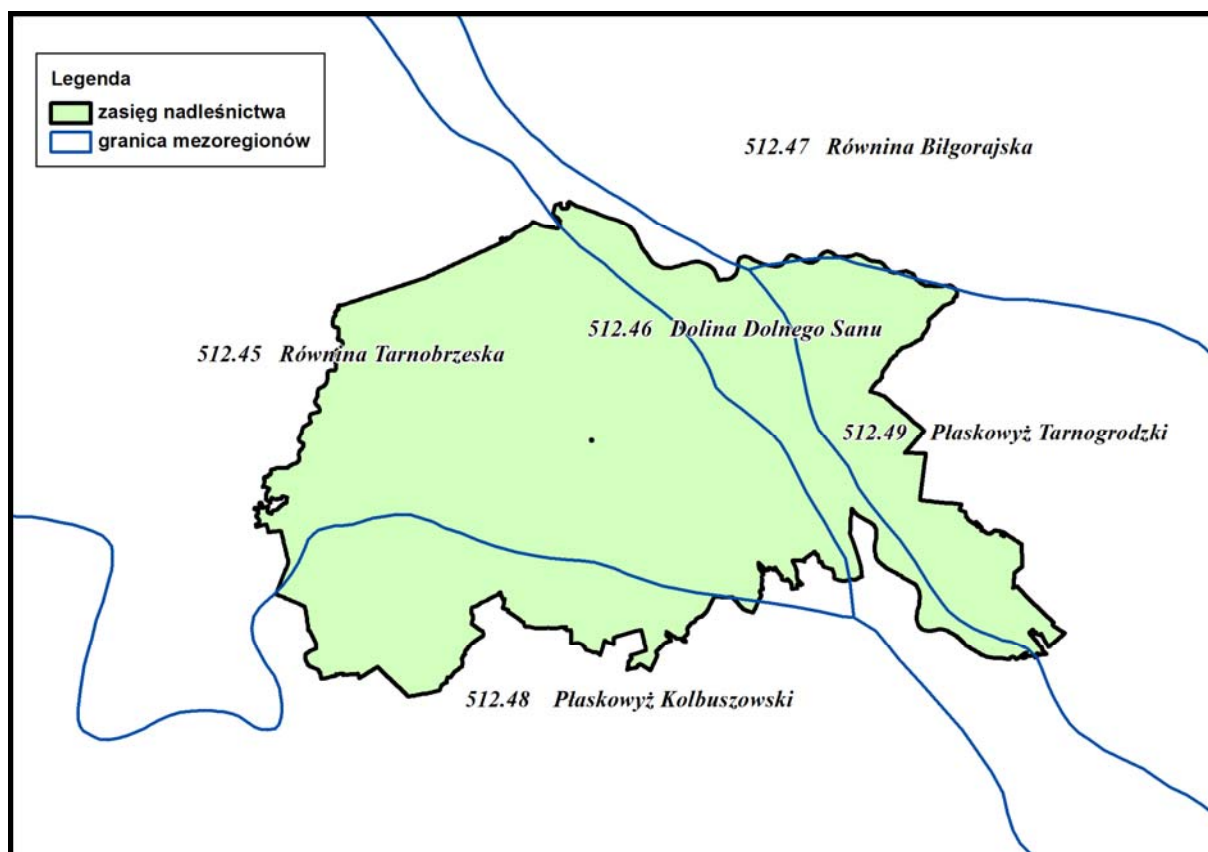 Legenda
zasięg nadleśnictwa
granica mezoregionów
512.47 Równina Biłgorajska
512.46 Dolina Dolnego Sanu
512.45 Równina Tarnobrzeska
512.49 Płaskowyż Tarnogrodzki
512.48 Płaskowyż Kolbuszowski